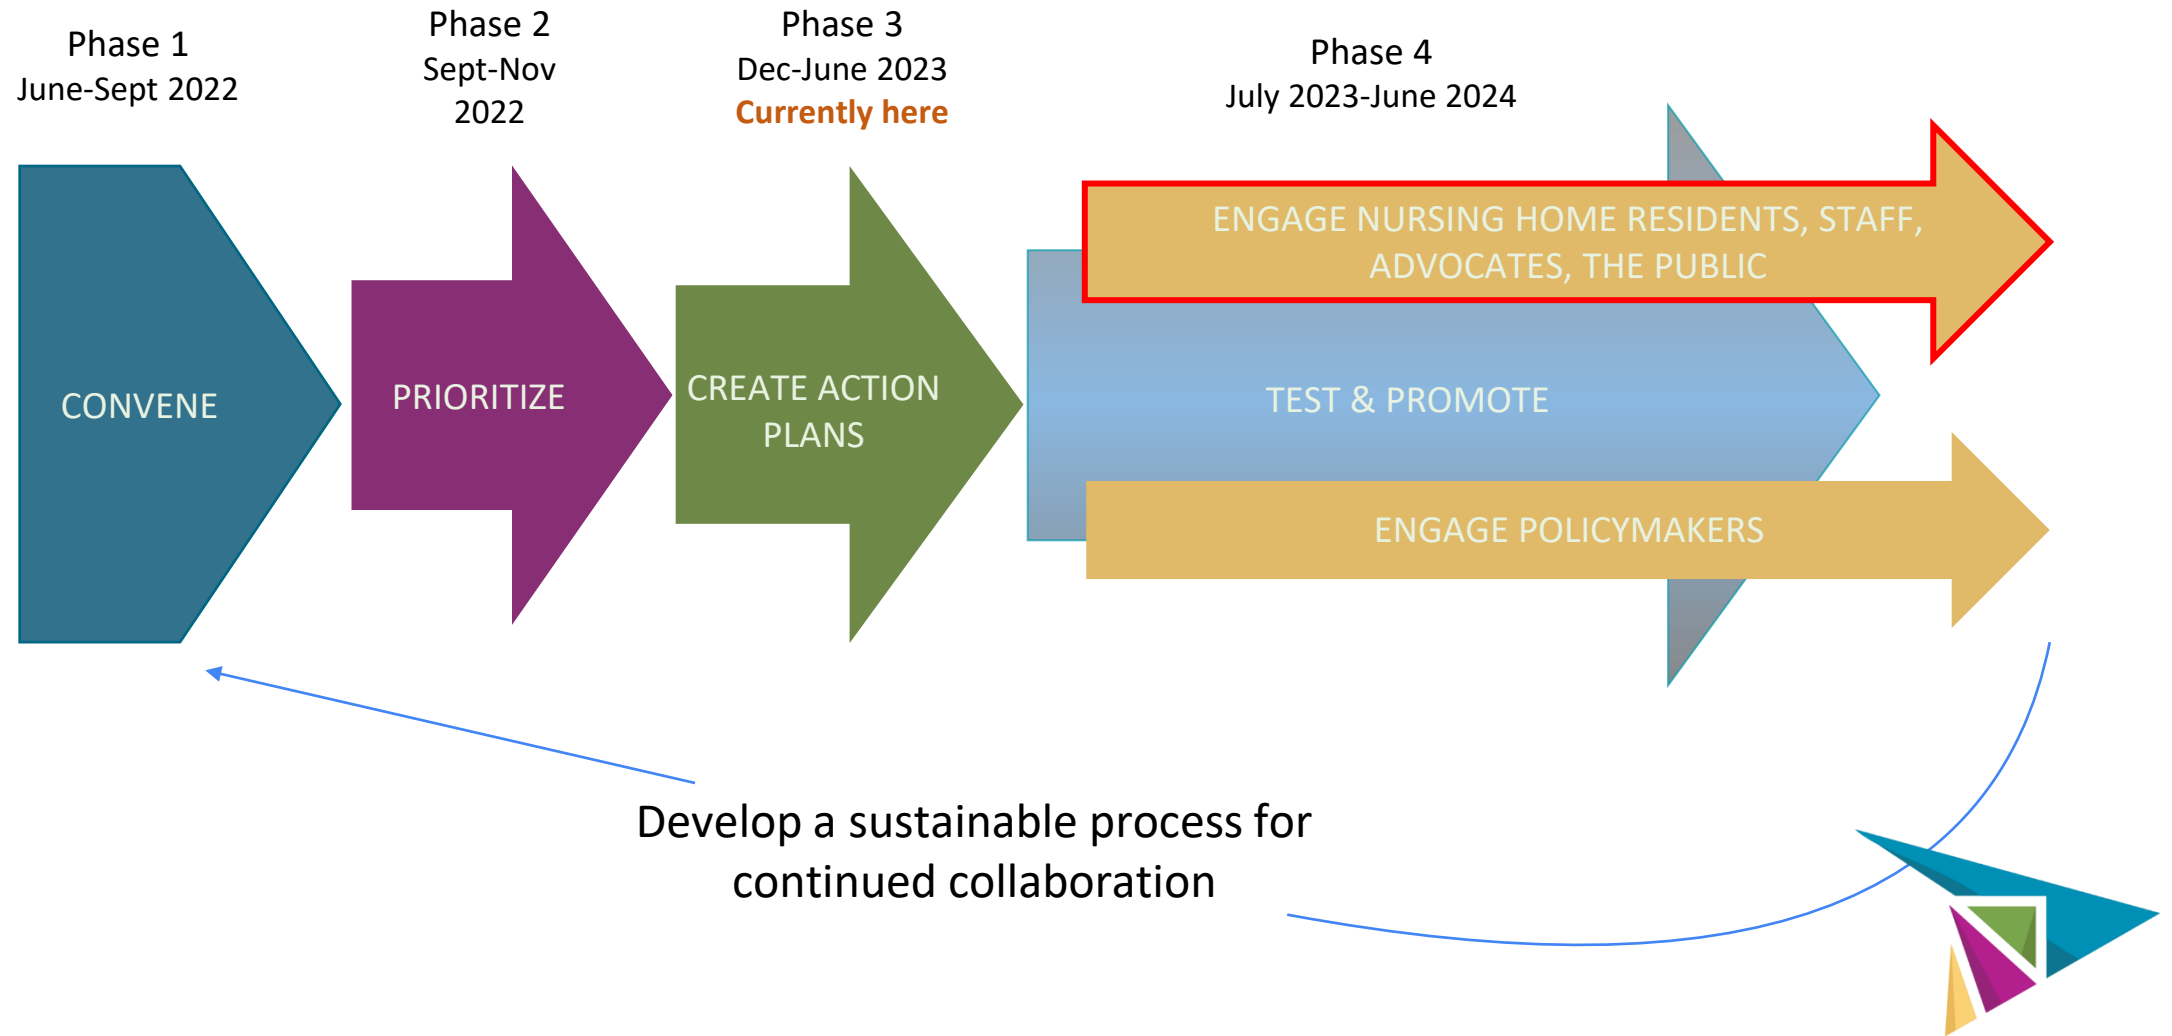 Phase 1
June-Sept 2022
Phase 2
Sept-Nov
2022
Phase 3
Dec-June 2023
Currently here
Phase 4
July 2023-June 2024
CONVENE
PRIORITIZE
CREATE ACTION
PLANS
ENGAGE NURSING HOME RESIDENTS, STAFF,
ADVOCATES, THE PUBLIC
TEST & PROMOTE
ENGAGE POLICYMAKERS
Develop a sustainable process for
continued collaboration